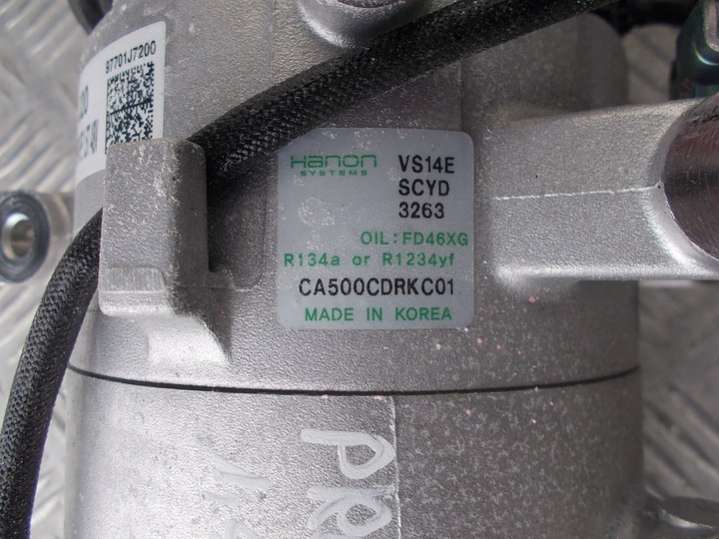 97701J7200
Hanon VS14E
SYSTEMS SCYD
3263
OIL:FD46XG
R134a or R1234yf
CA500CDRKC01
MADE IN KOREA